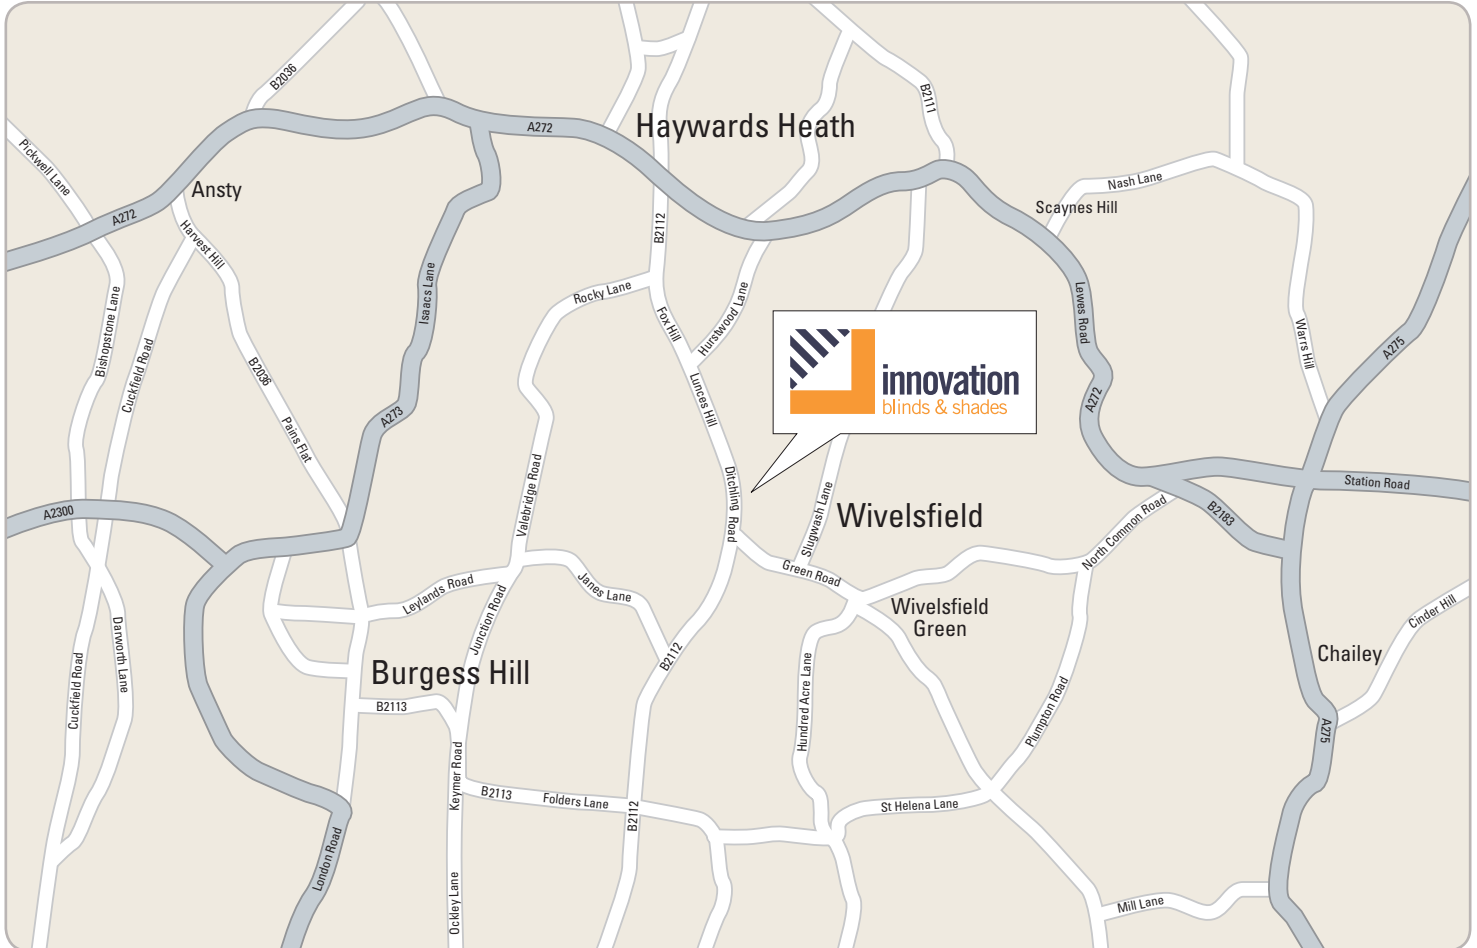 B2036
B2111
A272
Haywards Heath
Pickwell Lane
Nash Lane
Ansty
Scaynes Hill
A272
Harvest Hill
B2112
Isaacs Lane
Rocky Lane
Bishopstone Lane
Fox Hill
Hurstwood Lane
Lewes Road
Warrs Hill
A275
Cuckfield Road
B2036
innovation
blinds & shades
Lunces Hill
A272
A273
Pains Flat
Valebridge Road
Ditchling Road
Slugwash Lane
Wivelsfield
Station Road
A2300
B2183
North Common Road
Green Road
Leylands Road
Janes Lane
Junction Road
Wivelsfield
Green
Cinder Hill
Danworth Lane
B2112
Chailey
Burgess Hill
Cuckfield Road
Hundred Acre Lane
Plumpton Road
B2113
A275
Keymer Road
B2113
Folders Lane
B2112
St Helena Lane
London Road
Ockley Lane
Mill Lane